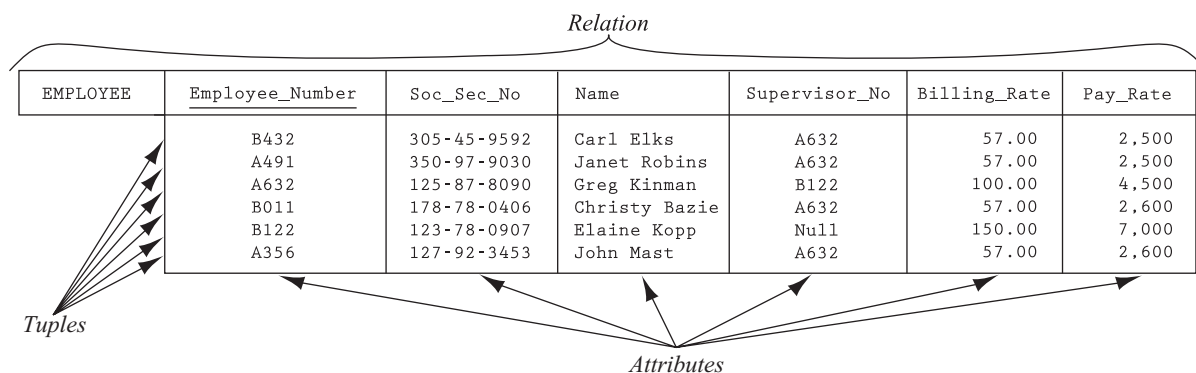 Relation
EMPLOYEE Employee_Number Soc_Sec_No Name Supervisor_No Billing_Rate Pay_Rate
B432 305-45-9592 Carl Elks A632 57.00 2,500
A491 350-97-9030 Janet Robins A632 57.00 2,500
A632 125-87-8090 Greg Kinman B122 100.00 4,500
B011 178-78-0406 Christy Bazie A632 57.00 2,600
B122 123-78-0907 Elaine Kopp Null 150.00 7,000
A356 127-92-3453 John Mast A632 57.00 2,600
Tuples
Attributes